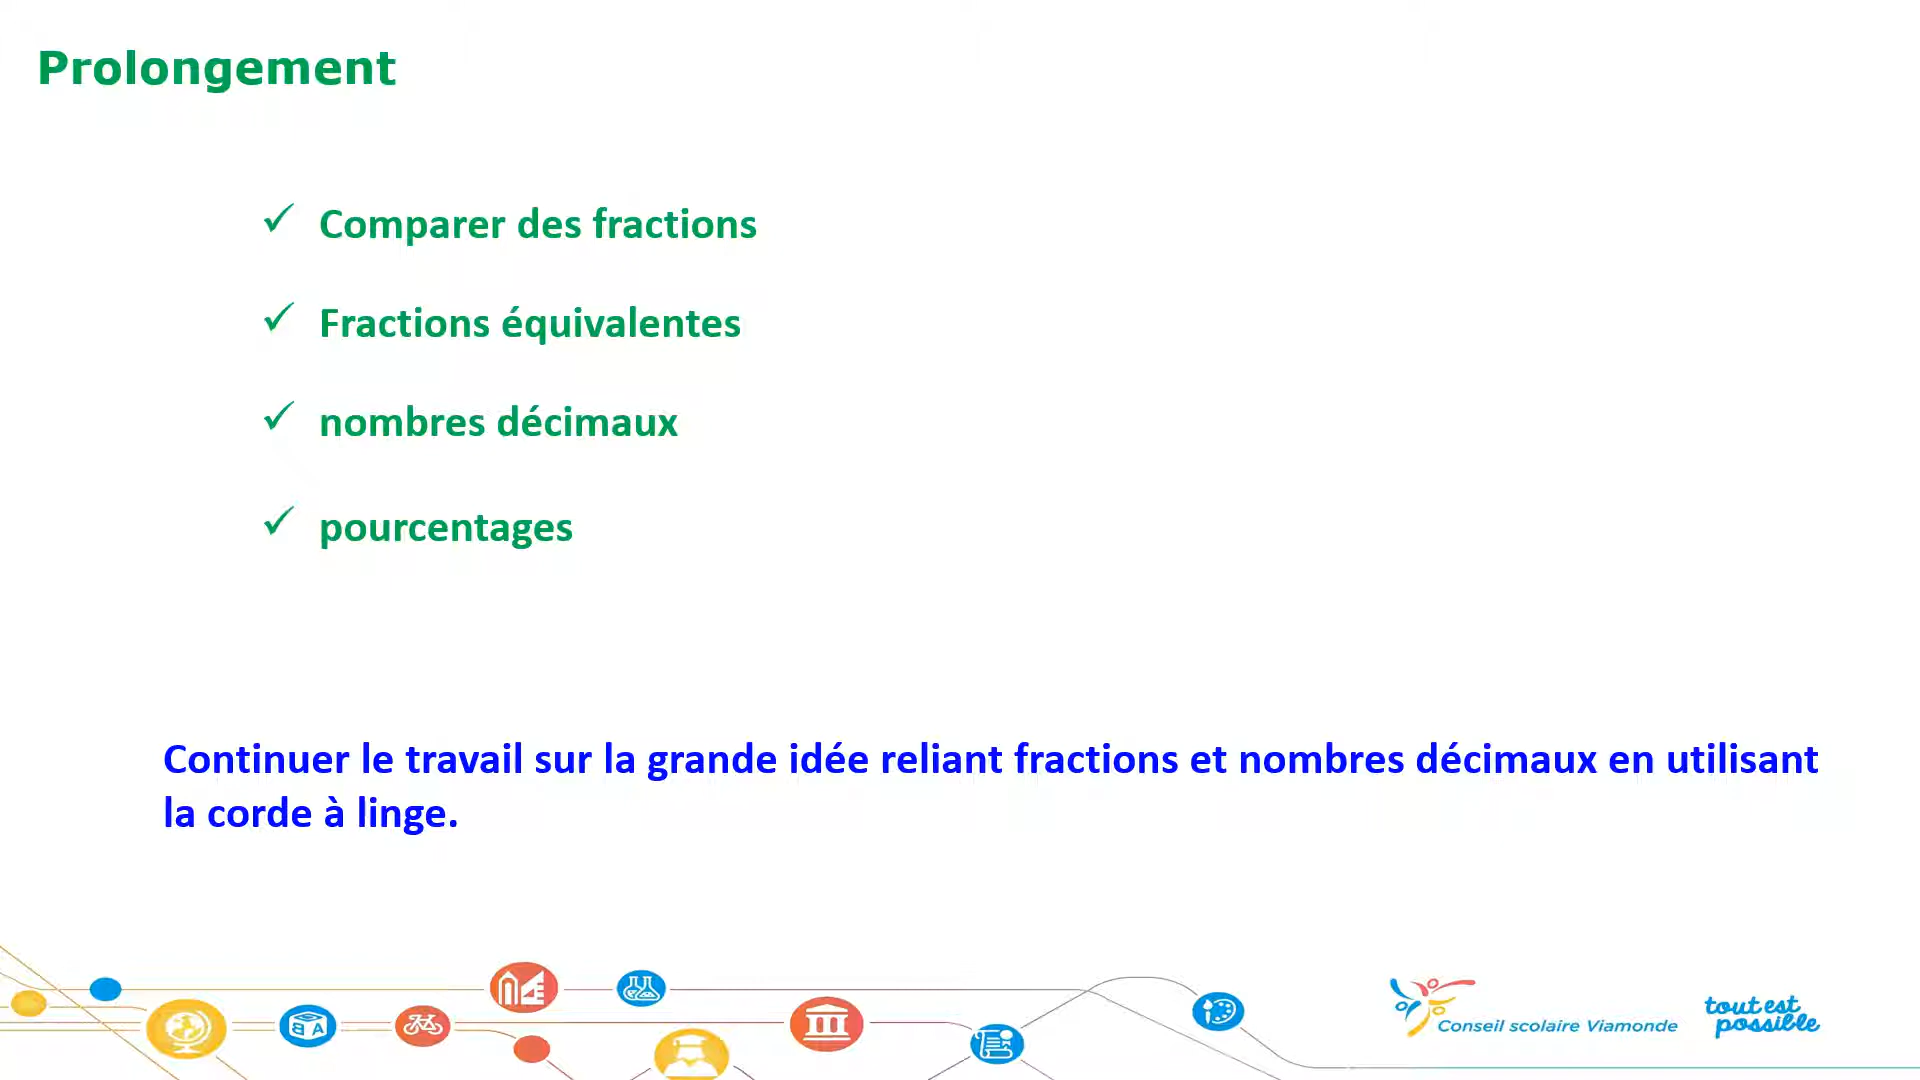 Prolongement
✓ Comparer des fractions
✓ Fractions équivalentes
✓ nombres décimaux
✓ pourcentages
Continuer le travail sur la grande idée reliant fractions et nombres décimaux en utilisant
la corde à linge.
B A
Conseil scolaire Viamonde
tout est
possible